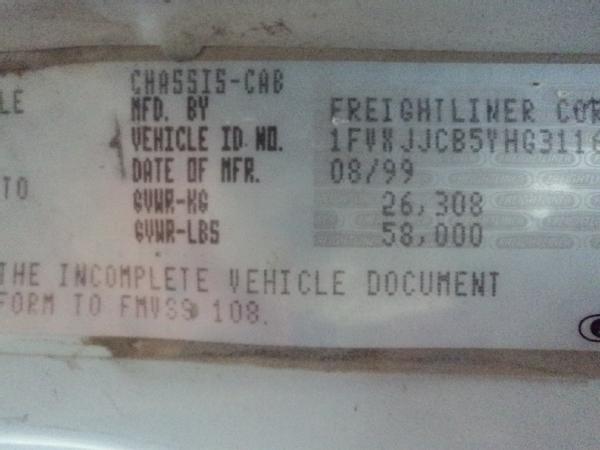 CHASSIS-CAB
LE MFD. BY FREIGHTLINER COR
VEHICLE ID NO. 1FVXJJCB5YHG3116
DATE OF MFR. 08/99
TO GVWR-KG 26,308
GVWR-LBS 58,000
THE INCOMPLETE VEHICLE DOCUMENT
FORM TO FMVSS 108.